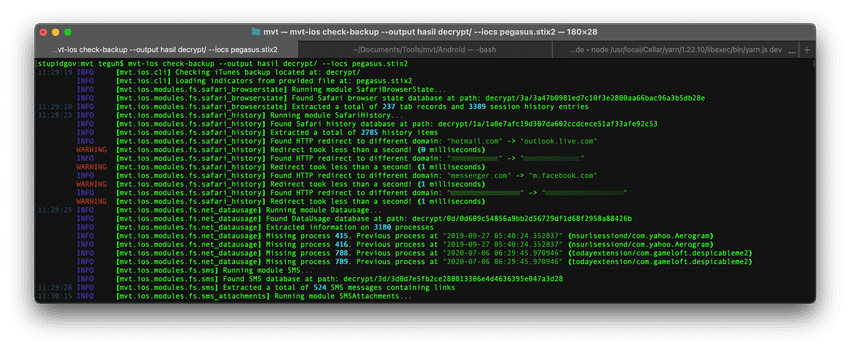 mvt — mvt-ios check-backup --output hasil decrypt/ --iocs pegasus.stix2 — 180×28
...vt-ios check-backup --output hasil decrypt/ --iocs pegasus.stix2
~/Documents/Tools/mvt/Android — -bash
...de • node /usr/local/Cellar/yarn/1.22.10/libexec/bin/yarn.js dev ...
+
[stupidgov:mvt teguh$ mvt-ios check-backup --output hasil decrypt/ --iocs pegasus.stix2
11:29:19 INFO [mvt.ios.cli] Checking iTunes backup located at: decrypt/
INFO [mvt.ios.cli] Loading indicators from provided file at: pegasus.stix2
INFO [mvt.ios.modules.fs.safari_browserstate] Running module SafariBrowserState...
INFO [mvt.ios.modules.fs.safari_browserstate] Found Safari browser state database at path: decrypt/3a/3a47b0981ed7c10f3e2800aa66bac96a3b5db28e
11:29:20 INFO [mvt.ios.modules.fs.safari_browserstate] Extracted a total of 237 tab records and 3389 session history entries
11:29:23 INFO [mvt.ios.modules.fs.safari_history] Running module SafariHistory...
INFO [mvt.ios.modules.fs.safari_history] Found Safari history database at path: decrypt/1a/1a0e7afc19d307da602ccdcece51af33afe92c53
INFO [mvt.ios.modules.fs.safari_history] Extracted a total of 2785 history items
INFO [mvt.ios.modules.fs.safari_history] Found HTTP redirect to different domain: "hotmail.com" -> "outlook.live.com"
WARNING [mvt.ios.modules.fs.safari_history] Redirect took less than a second! (0 milliseconds)
INFO [mvt.ios.modules.fs.safari_history] Found HTTP redirect to different domain: " " -> " "
WARNING [mvt.ios.modules.fs.safari_history] Redirect took less than a second! (1 milliseconds)
INFO [mvt.ios.modules.fs.safari_history] Found HTTP redirect to different domain: "messenger.com" -> "m.facebook.com"
WARNING [mvt.ios.modules.fs.safari_history] Redirect took less than a second! (1 milliseconds)
INFO [mvt.ios.modules.fs.safari_history] Found HTTP redirect to different domain: " " -> " "
WARNING [mvt.ios.modules.fs.safari_history] Redirect took less than a second! (1 milliseconds)
11:29:25 INFO [mvt.ios.modules.fs.net_datausage] Running module Datausage...
INFO [mvt.ios.modules.fs.net_datausage] Found DataUsage database at path: decrypt/0d/0d609c54856a9bb2d56729df1d68f2958a88426b
INFO [mvt.ios.modules.fs.net_datausage] Extracted information on 3180 processes
INFO [mvt.ios.modules.fs.net_datausage] Missing process 415. Previous process at "2019-09-27 05:40:24.352837" (nsurlsessiond/com.yahoo.Aerogram)
INFO [mvt.ios.modules.fs.net_datausage] Missing process 416. Previous process at "2019-09-27 05:40:24.352837" (nsurlsessiond/com.yahoo.Aerogram)
INFO [mvt.ios.modules.fs.net_datausage] Missing process 788. Previous process at "2020-07-06 06:29:45.970946" (todayextension/com.gameloft.despicableme2)
INFO [mvt.ios.modules.fs.net_datausage] Missing process 789. Previous process at "2020-07-06 06:29:45.970946" (todayextension/com.gameloft.despicableme2)
INFO [mvt.ios.modules.fs.sms] Running module SMS...
INFO [mvt.ios.modules.fs.sms] Found SMS database at path: decrypt/3d/3d0d7e5fb2ce288813306e4d4636395e047a3d28
11:29:26 INFO [mvt.ios.modules.fs.sms] Extracted a total of 524 SMS messages containing links
11:30:15 INFO [mvt.ios.modules.fs.sms_attachments] Running module SMSAttachments...